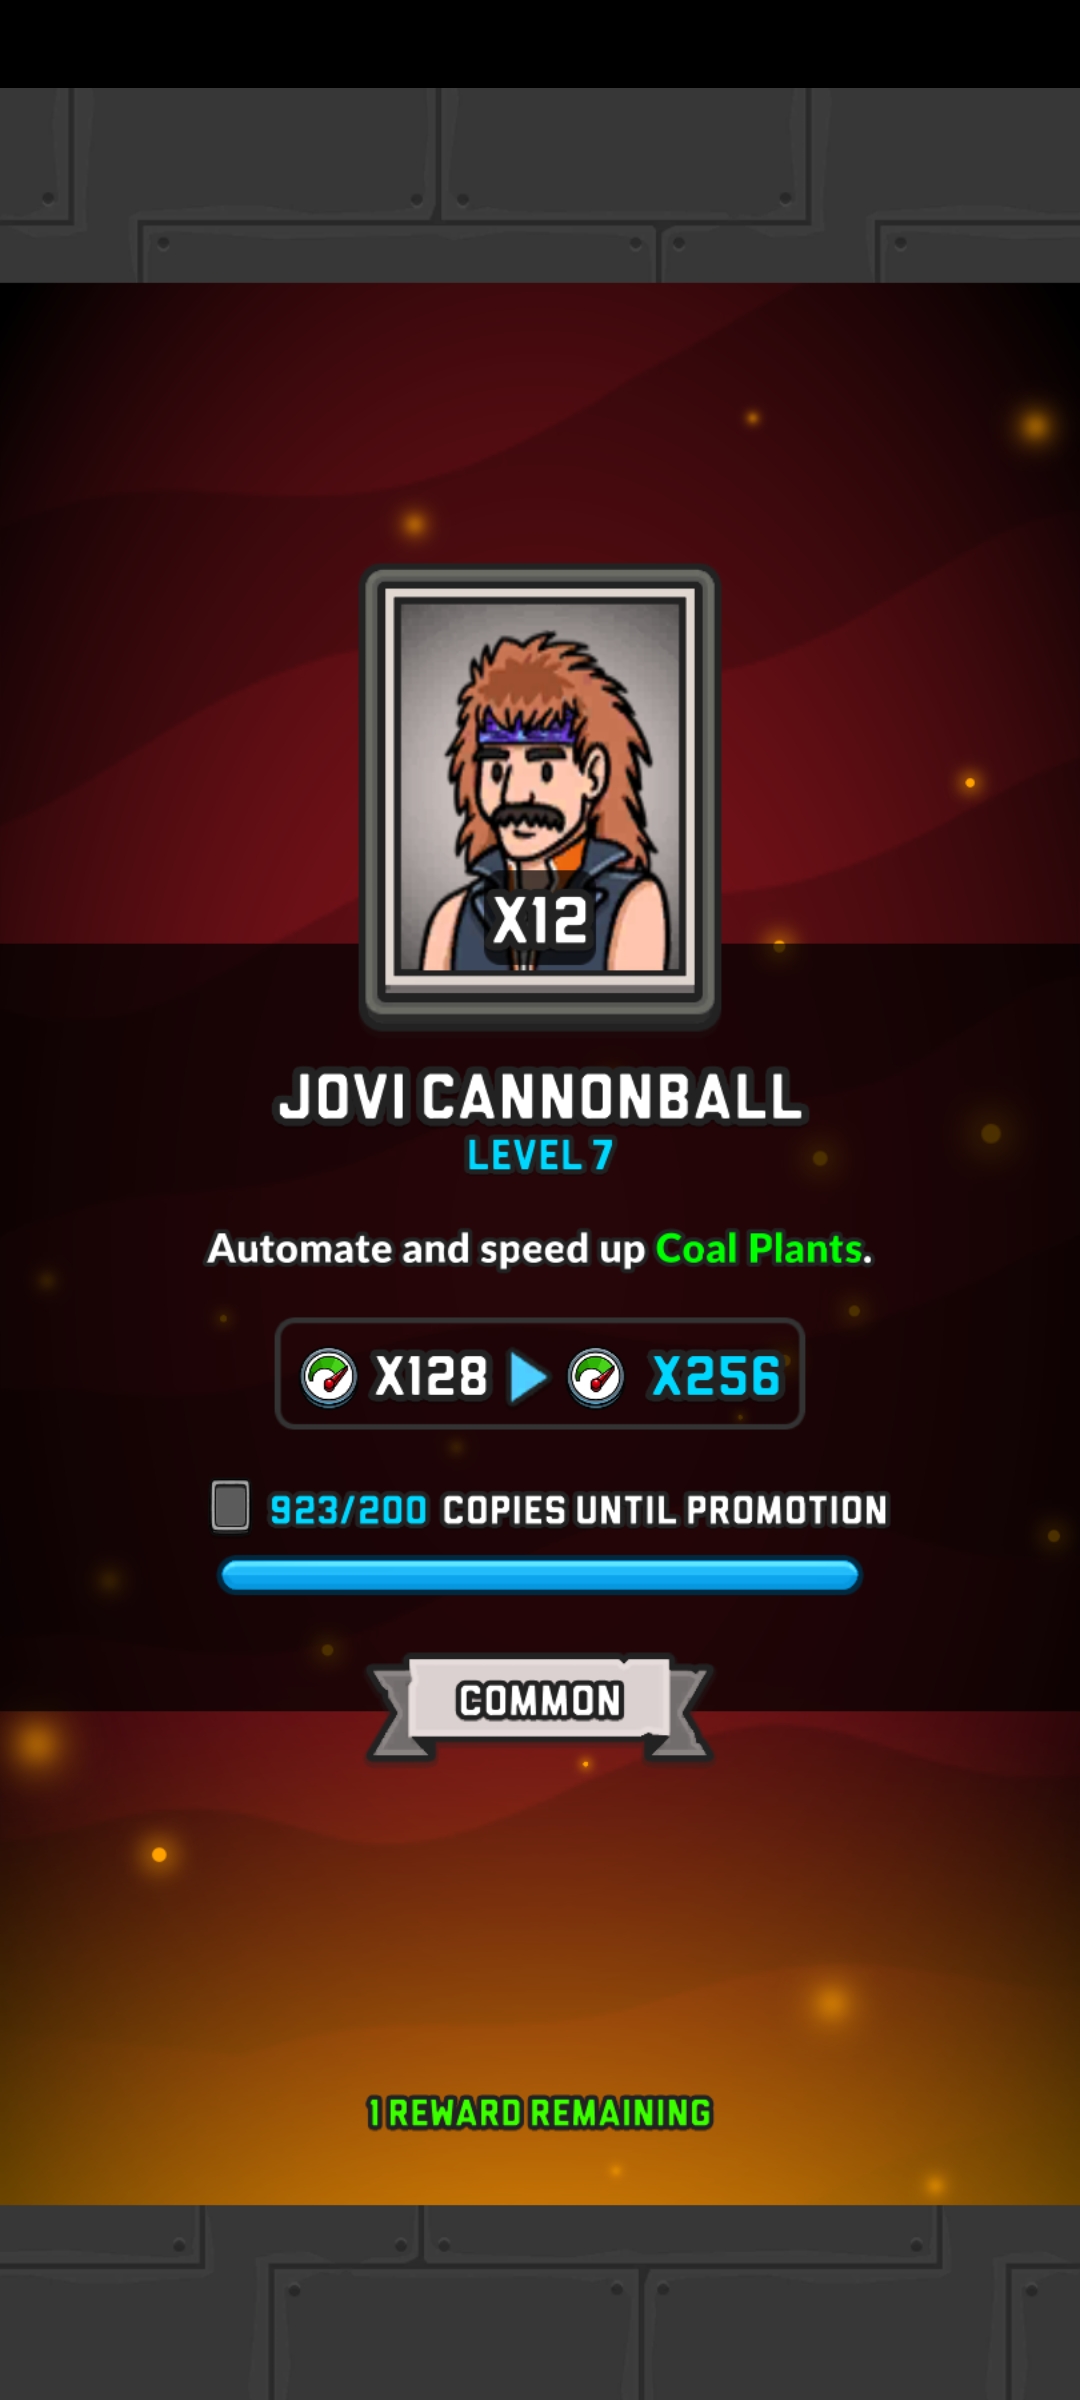 X12
JOVI CANNONBALL
LEVEL 7
Automate and speed up Coal Plants.
X128 X256
923/200 COPIES UNTIL PROMOTION
COMMON
1 REWARD REMAINING